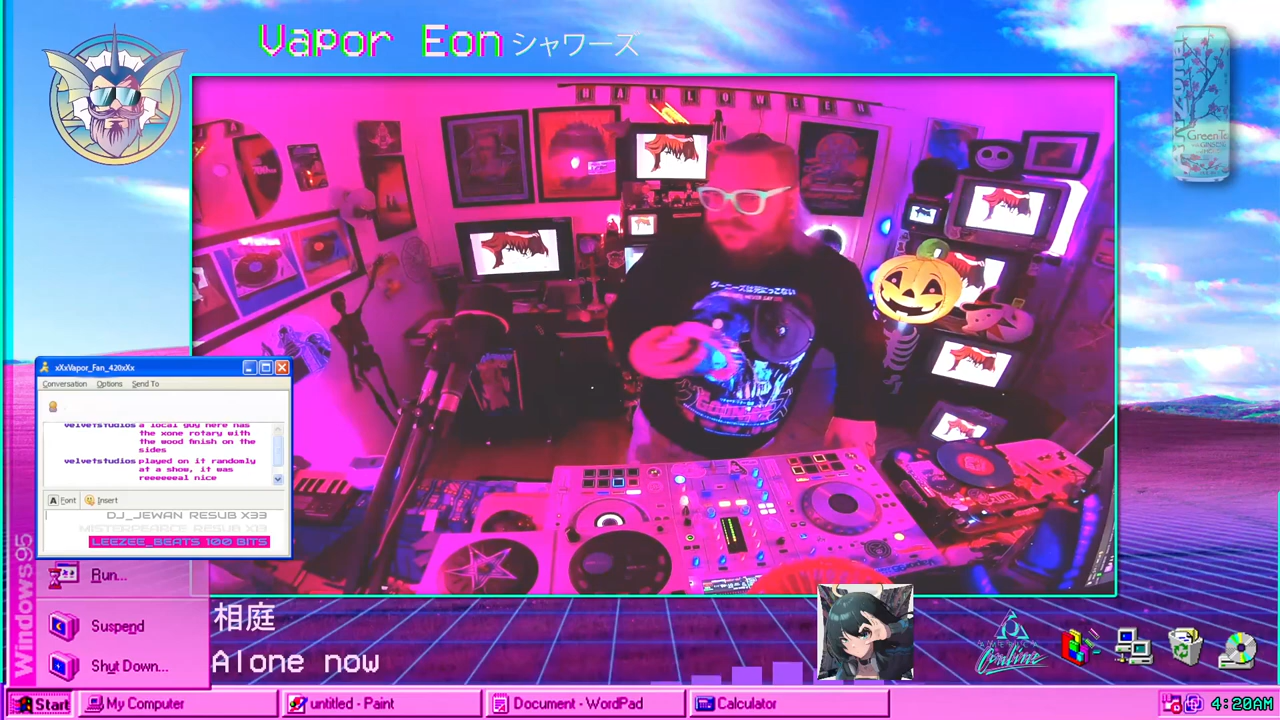 Vapor Eon シャワーズ
HALLOWEEN
GreenTe
xXxVapor_Fan_420xXx
Conversation Options Send To
velvetstudios a local guy here has
the xone rotary with
the wood finish on the
sides
velvetstudios played on it randomly
at a show, it was
reeeeeeal nice
A Font Insert
DJ_JEWAN RESUB X33
MISTERPEARCE RESUB X13
LEEZEE_BEATS 100 BITS
Windows95
Run...
Suspend
Shut Down...
相庭
Alone now
Online
Start
My Computer
untitled - Paint
Document - WordPad
Calculator
4:20AM